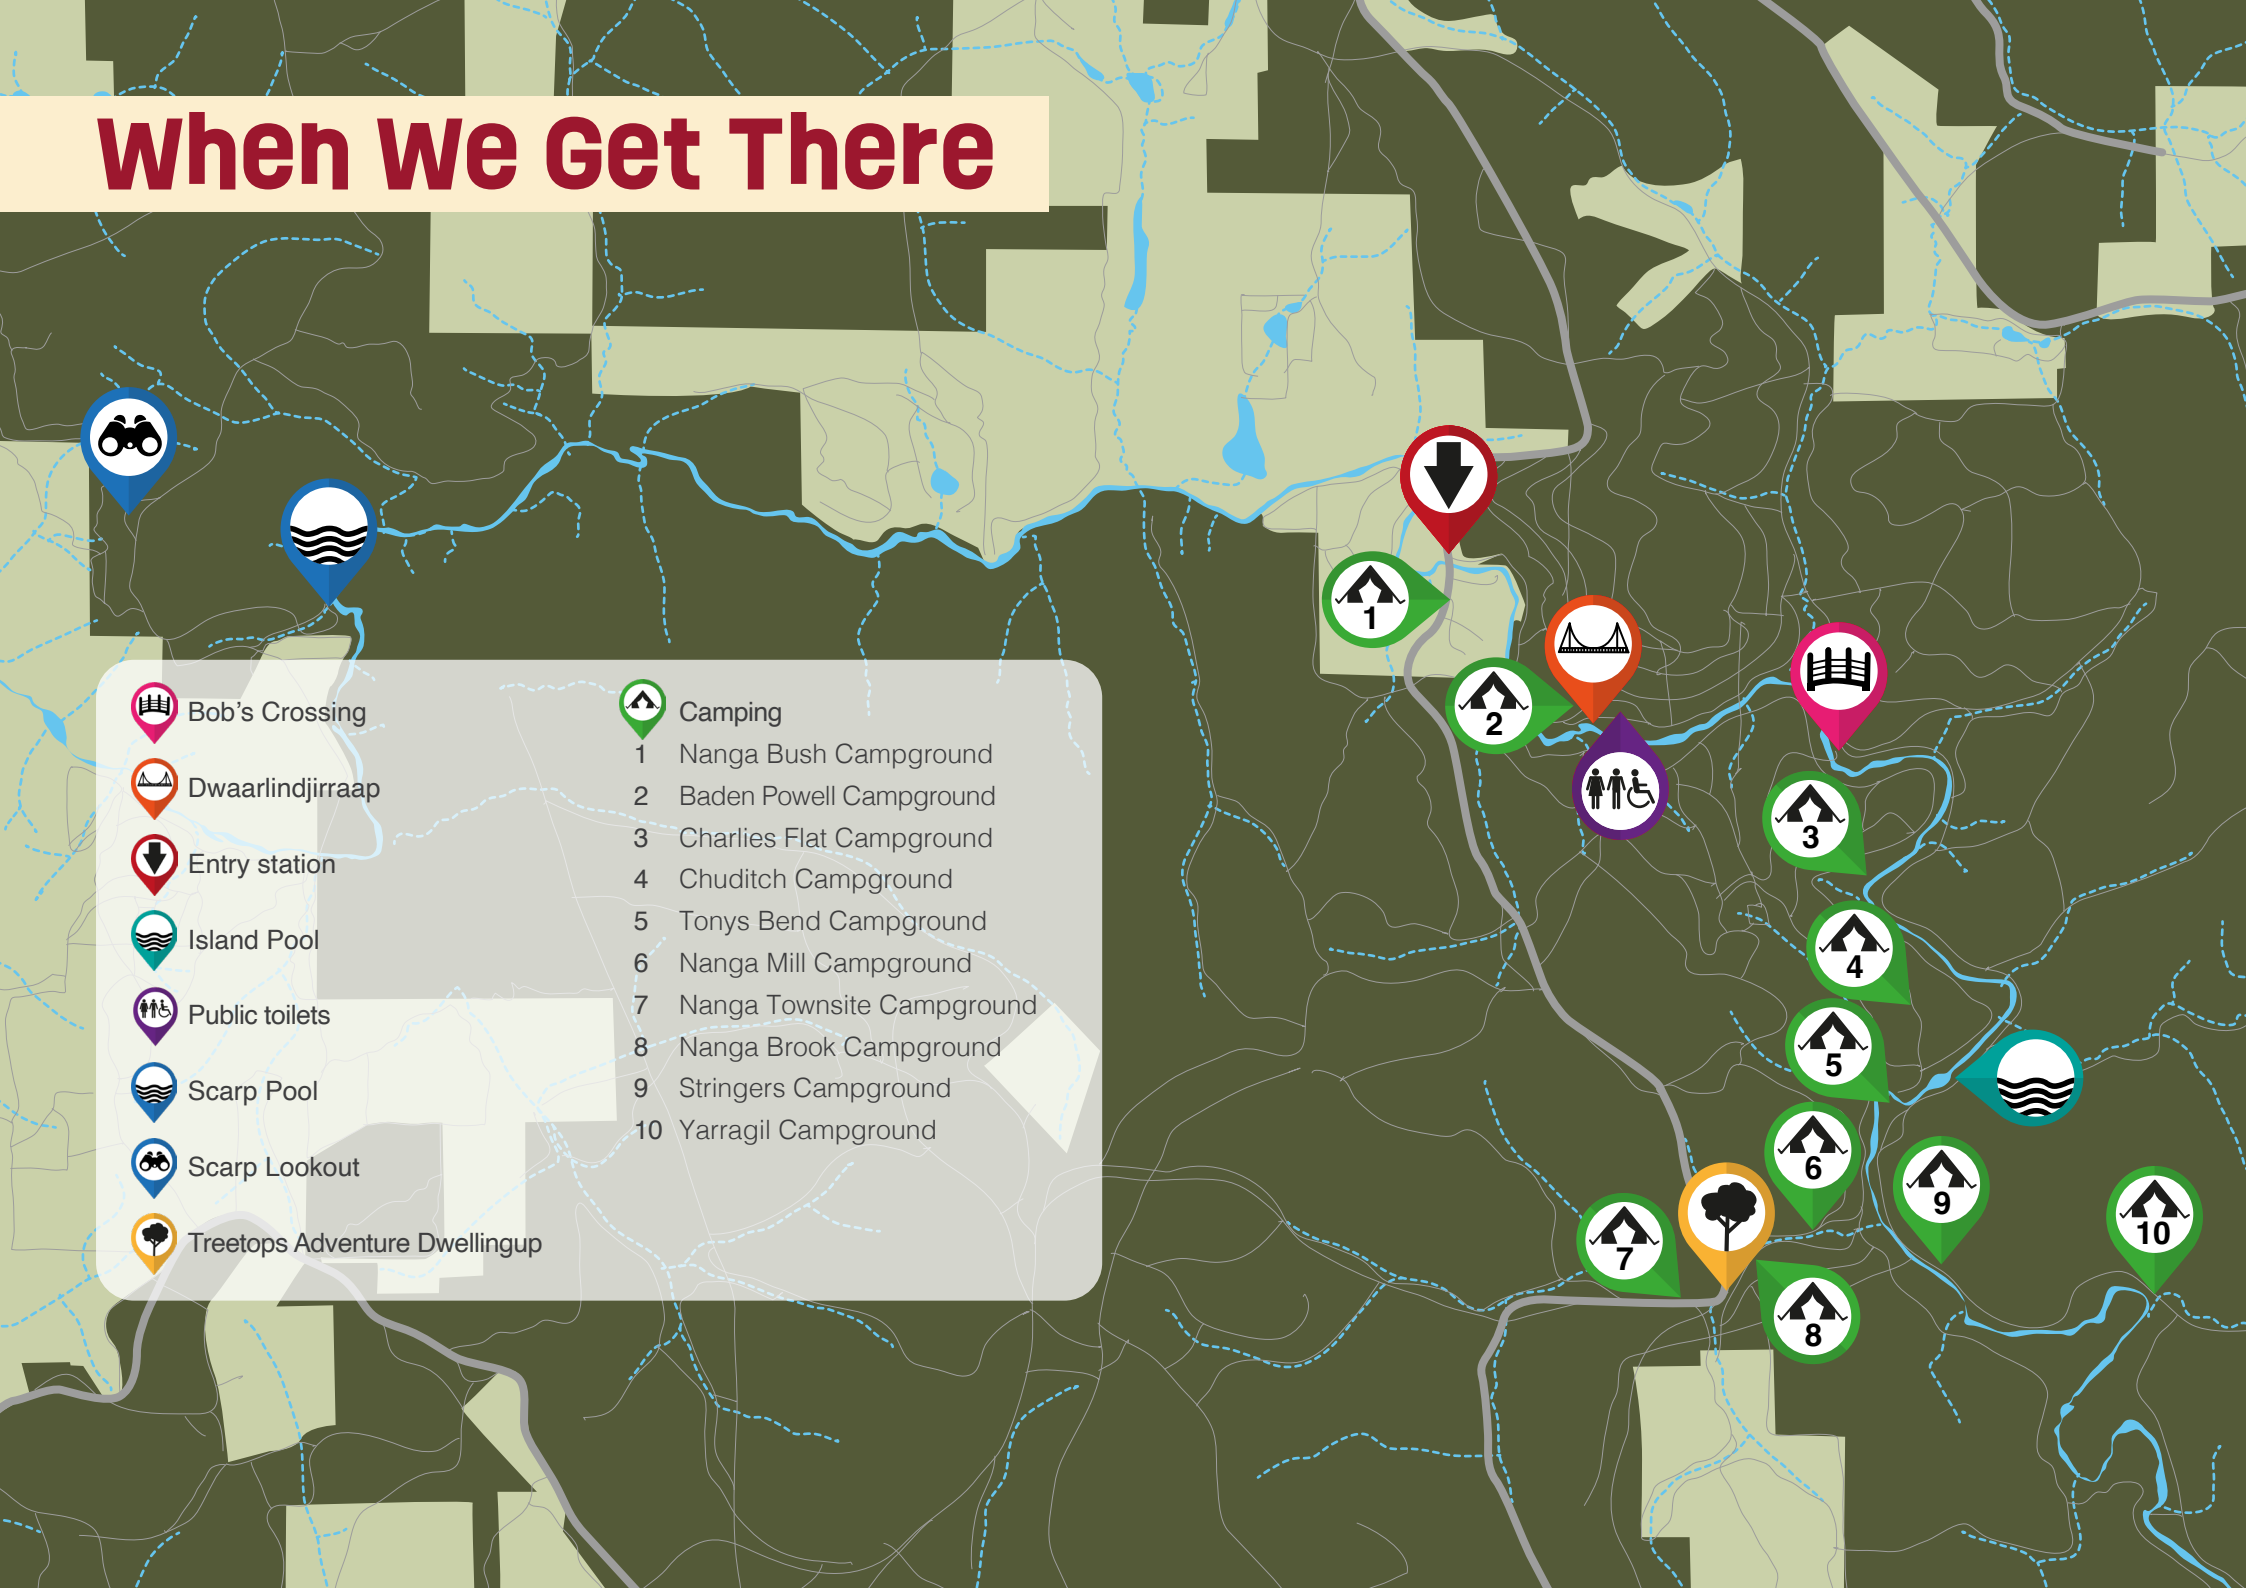 When We Get There
Bob's Crossing
Dwaarlindjirraap
Entry station
Island Pool
Public toilets
Scarp Pool
Scarp Lookout
Treetops Adventure Dwellingup
Camping
1 Nanga Bush Campground
2 Baden Powell Campground
3 Charlies Flat Campground
4 Chuditch Campground
5 Tonys Bend Campground
6 Nanga Mill Campground
7 Nanga Townsite Campground
8 Nanga Brook Campground
9 Stringers Campground
10 Yarragil Campground
1
2
3
4
5
6
9
10
7
8